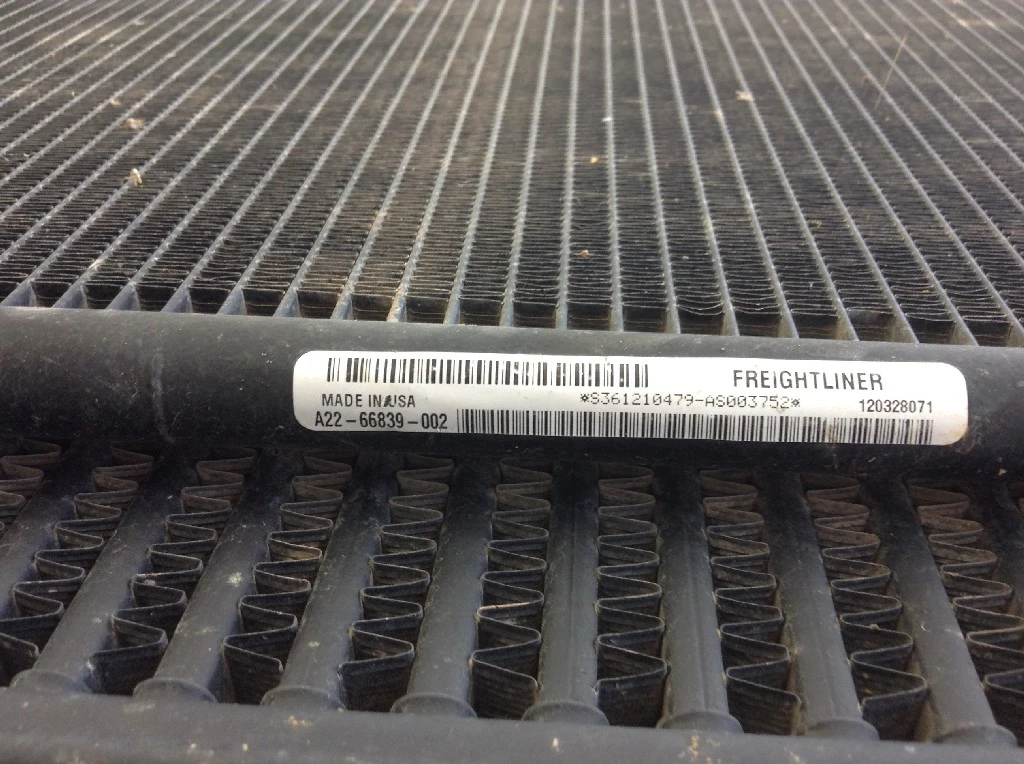 FREIGHTLINER
MADE IN USA *S361210479-AS003752* 120328071
A22-66839-002